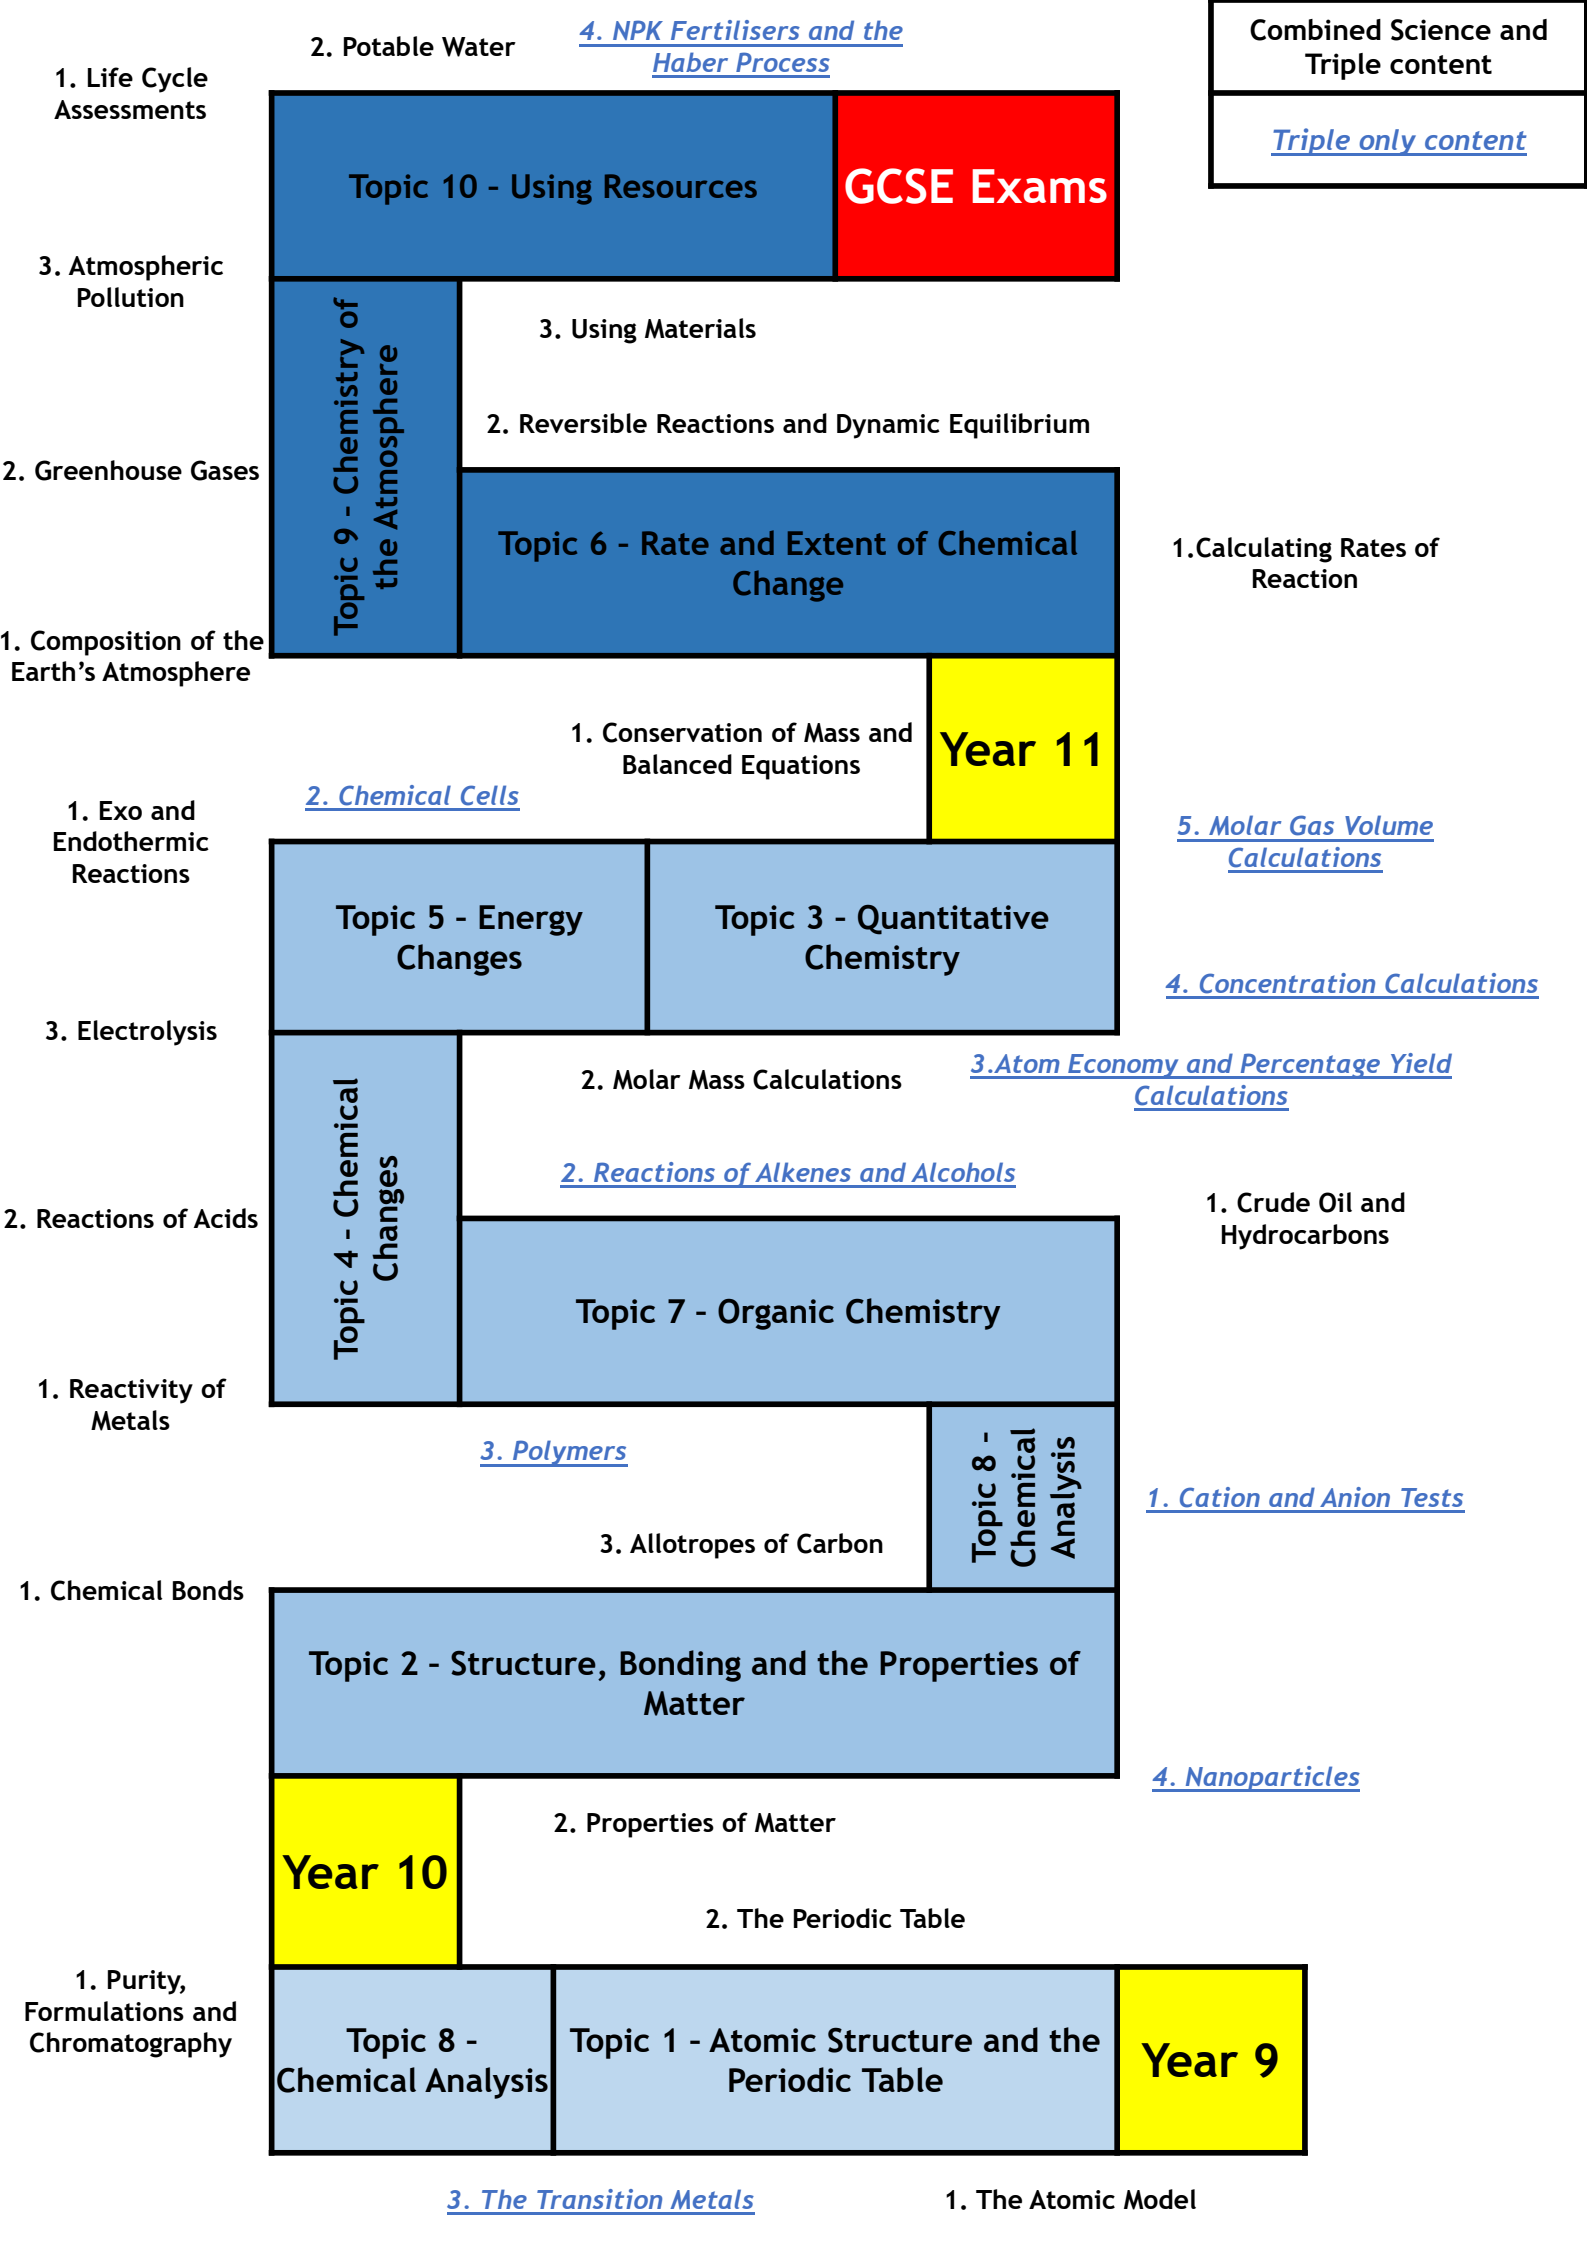 2. Potable Water
4. NPK Fertilisers and the
Haber Process
Combined Science and
Triple content
Triple only content
1. Life Cycle
Assessments
Topic 10 – Using Resources
GCSE Exams
3. Atmospheric
Pollution
3. Using Materials
Topic 9 – Chemistry of
the Atmosphere
2. Reversible Reactions and Dynamic Equilibrium
2. Greenhouse Gases
Topic 6 – Rate and Extent of Chemical
Change
1.Calculating Rates of
Reaction
1. Composition of the
Earth’s Atmosphere
1. Conservation of Mass and
Balanced Equations
Year 11
2. Chemical Cells
1. Exo and
Endothermic
Reactions
5. Molar Gas Volume
Calculations
Topic 5 – Energy
Changes
Topic 3 – Quantitative
Chemistry
4. Concentration Calculations
3. Electrolysis
2. Molar Mass Calculations
3.Atom Economy and Percentage Yield
Calculations
Topic 4 – Chemical
Changes
2. Reactions of Alkenes and Alcohols
1. Crude Oil and
Hydrocarbons
2. Reactions of Acids
Topic 7 – Organic Chemistry
1. Reactivity of
Metals
3. Polymers
Topic 8 –
Chemical
Analysis
1. Cation and Anion Tests
3. Allotropes of Carbon
1. Chemical Bonds
Topic 2 – Structure, Bonding and the Properties of
Matter
4. Nanoparticles
2. Properties of Matter
Year 10
2. The Periodic Table
1. Purity,
Formulations and
Chromatography
Topic 8 –
Chemical Analysis
Topic 1 – Atomic Structure and the
Periodic Table
Year 9
3. The Transition Metals
1. The Atomic Model